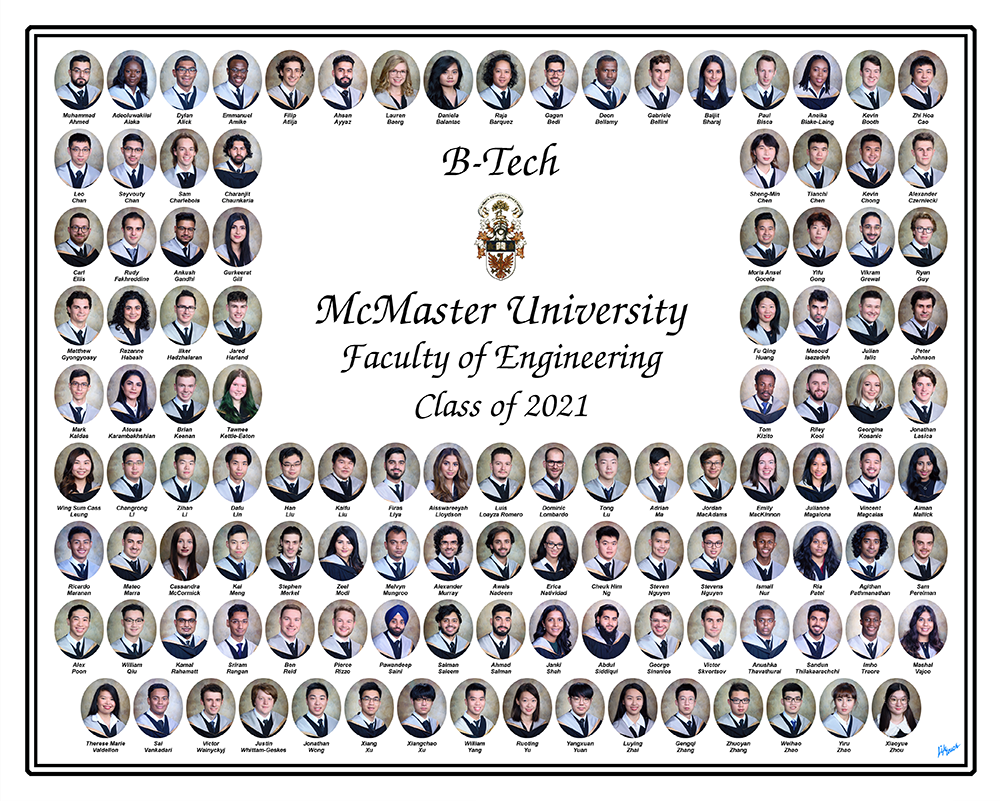 Muhammad Ahmed
Adeoluwakiisi Alaka
Dylan Alick
Emmanuel Amike
Filip Atlija
Ahsan Ayyaz
Lauren Baerg
Daniela Balantac
Raja Barquez
Gagan Bedi
Deon Bellamy
Gabriele Bellini
Baljit Bharaj
Paul Bisca
Aneika Blake-Laing
Kevin Booth
Zhi Hoa Cao
B-Tech
Leo Chan
Seyvouty Chan
Sam Charlebois
Charanjit Chaunkaria
Sheng-Min Chen
Tianchi Chen
Kevin Chong
Alexander Czerniecki
Carl Ellis
Rudy Fakhreddine
Ankush Gandhi
Gurkeerat Gill
Moris Ansel Gocela
Yifu Gong
Vikram Grewal
Ryan Guy
McMaster University
Faculty of Engineering
Class of 2021
Matthew Gyongyossy
Razanne Habash
Ilker Hadzhalaran
Jared Harland
Fu Qing Huang
Masoud Isazadeh
Julian Islic
Peter Johnson
Mark Kaldas
Atousa Karambakhshian
Brian Keenan
Tawnee Kettle-Eaton
Tom Kizito
Riley Kool
Georgina Kosanic
Jonathan Lasica
Wing Sum Cass Leung
Changrong Li
Zihan Li
Dafu Lin
Han Liu
Kaifu Liu
Firas Liya
Aisswareeyah Lloydson
Luis Loayza Romero
Dominic Lombardo
Tong Lu
Adrian Ma
Jordan MacAdams
Emily MacKinnon
Julianne Magsiona
Vincent Magcalas
Aiman Mallick
Ricardo Maranan
Mateo Marra
Cassandra McCormick
Kai Meng
Stephen Merkel
Zeel Modi
Melvyn Mungroo
Alexander Murray
Awais Nadeem
Erica Natividad
Cheuk Him Ng
Steven Nguyen
Stevens Nguyen
Ismail Nur
Ria Patel
Agithan Pathmanathan
Sam Perelman
Alex Poon
William Qiu
Kamal Rahamatt
Sriram Rangan
Ben Reid
Pierce Rizzo
Pawandeep Saini
Salman Saleem
Ahmad Salman
Janki Shah
Abdul Siddiqui
George Sinanios
Victor Skvortsov
Anushka Thavathurai
Sandun Thilakaarachchi
Imho Traore
Mashal Vajoo
Therese Marie Valdellon
Sai Vankadari
Victor Walnyckyj
Justin Whittam-Geskes
Jonathan Wong
Xiang Xu
Xiangchao Xu
William Yang
Ruoting Yu
Yangxuan Yuan
Luying Zhai
Gengqi Zhang
Zhuoyan Zhang
Weihao Zhao
Yiru Zhao
Xiaoyue Zhou